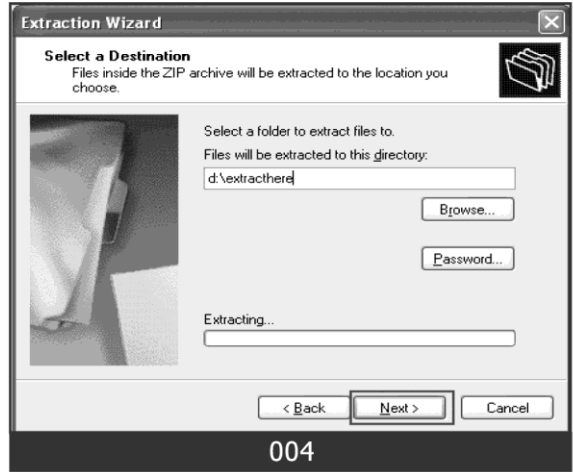 Extraction Wizard
Select a Destination
Files inside the ZIP archive will be extracted to the location you
choose.
Select a folder to extract files to.
Files will be extracted to this directory:
d:\extracthere
Browse...
Password...
Extracting...
< Back
Next >
Cancel
004